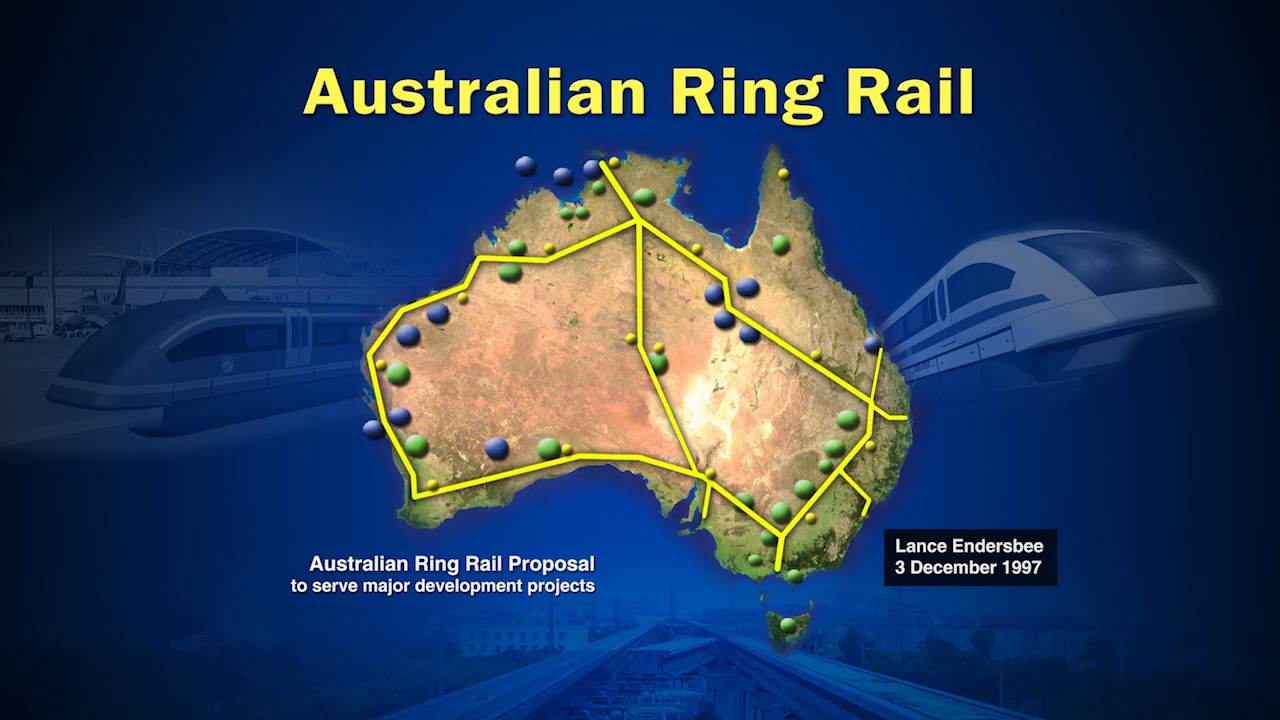 Australian Ring Rail
Australian Ring Rail Proposal
to serve major development projects
Lance Endersbee
3 December 1997